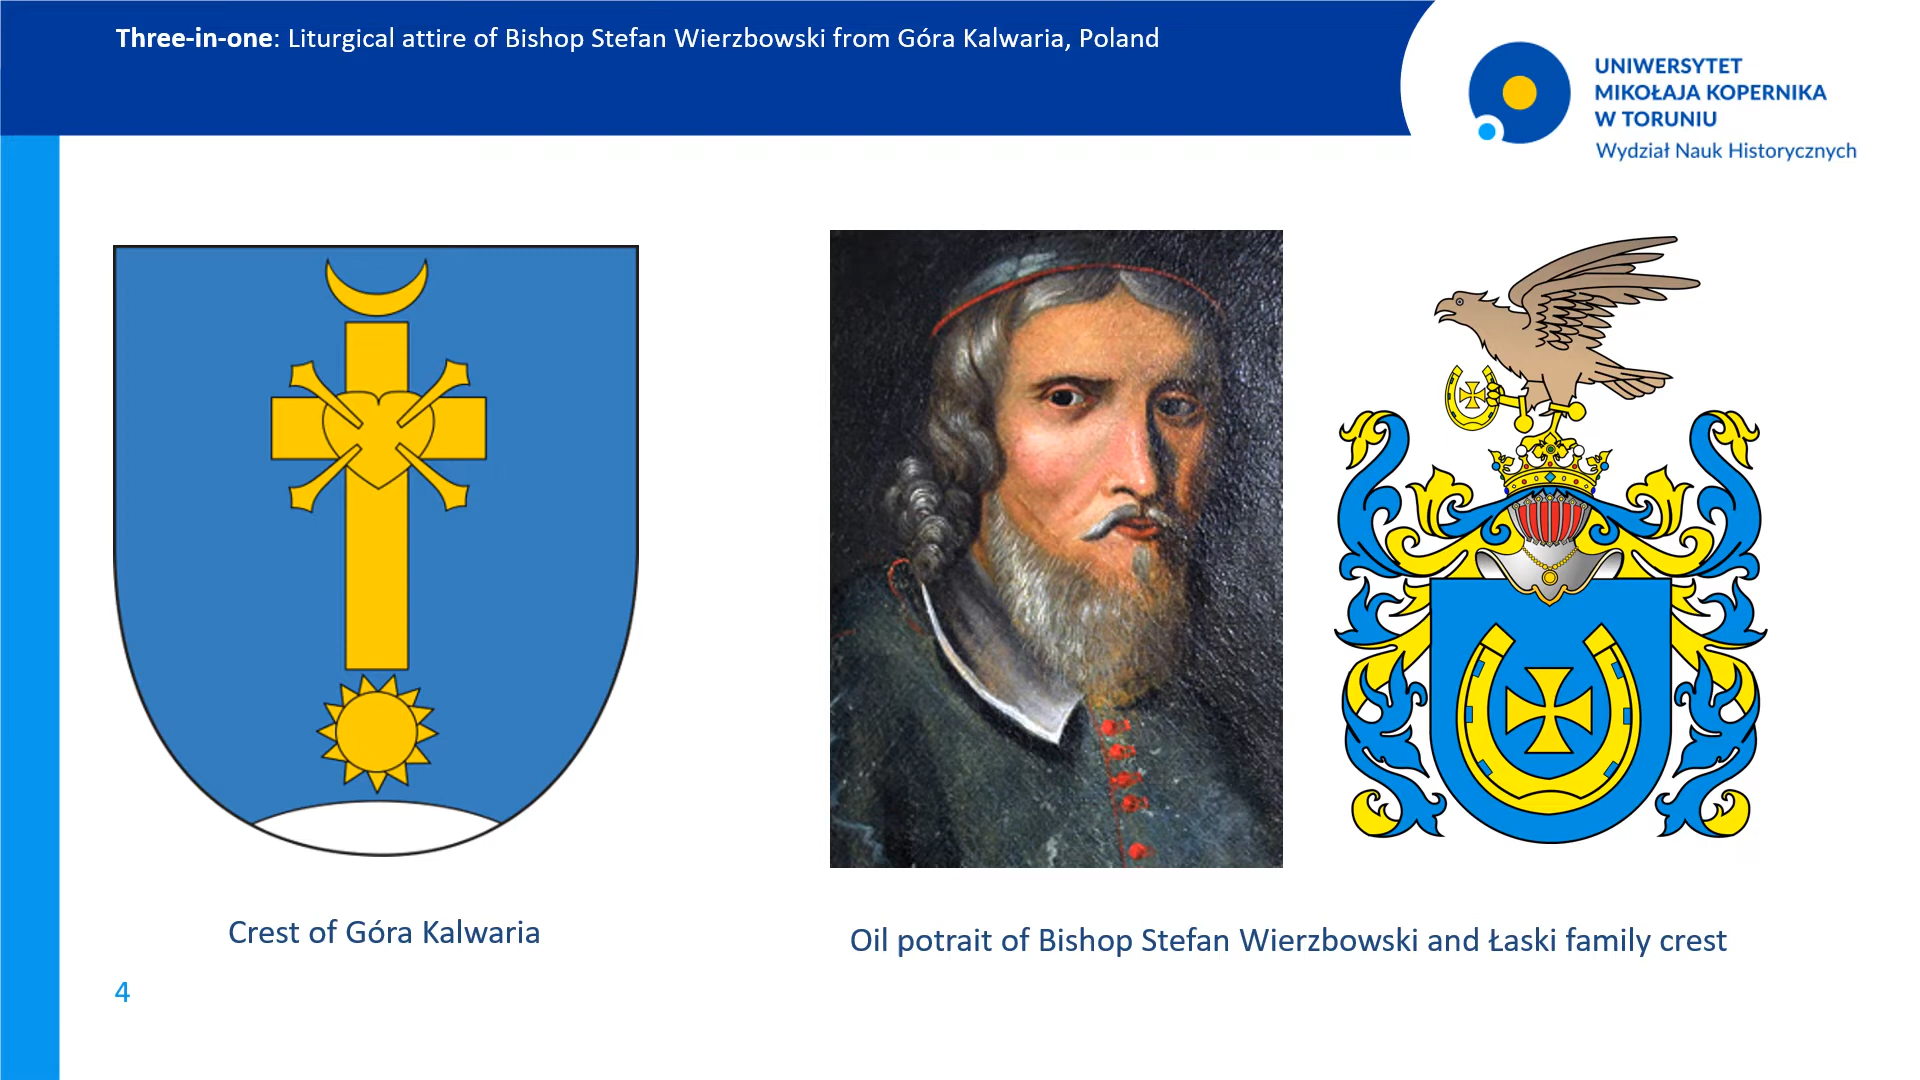 Three-in-one: Liturgical attire of Bishop Stefan Wierzbowski from Góra Kalwaria, Poland
UNIWERSYTET
MIKOŁAJA KOPERNIKA
W TORUNIU
Wydział Nauk Historycznych
Crest of Góra Kalwaria
Oil potrait of Bishop Stefan Wierzbowski and Łaski family crest
4